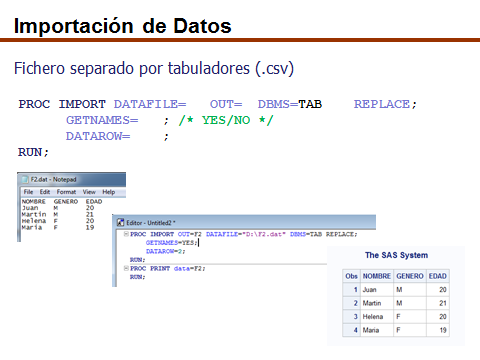 Importación de Datos
Fichero separado por tabuladores (.csv)
PROC IMPORT DATAFILE= OUT= DBMS=TAB REPLACE;
GETNAMES= ; /* YES/NO */
DATAROW= ;
RUN;
F2.dat - Notepad
File Edit Format View Help
NOMBRE GENERO EDAD
Juan M 20
Martin M 21
Helena F 20
Maria F 19
Editor - Untitled2 *
PROC IMPORT OUT=F2 DATAFILE="D:\F2.dat" DBMS=TAB REPLACE;
GETNAMES=YES;
DATAROW=2;
RUN;
PROC PRINT data=F2;
RUN;
The SAS System
Obs NOMBRE GENERO EDAD
1 Juan M 20
2 Martin M 21
3 Helena F 20
4 Maria F 19